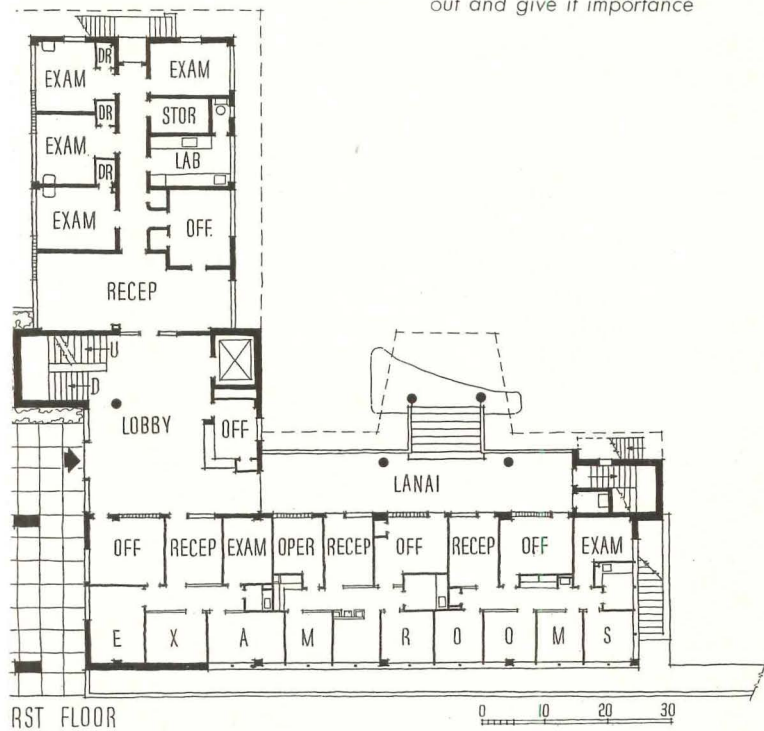 out and give it importance
EXAM
DR
EXAM
DR
STOR
EXAM
LAB
DR
EXAM
OFF.
RECEP
U
D
LOBBY
OFF
LANAI
OFF
RECEP
EXAM
OPER
RECEP
OFF
RECEP
OFF
EXAM
E X A M R O O M S
RST FLOOR
0 10 20 30